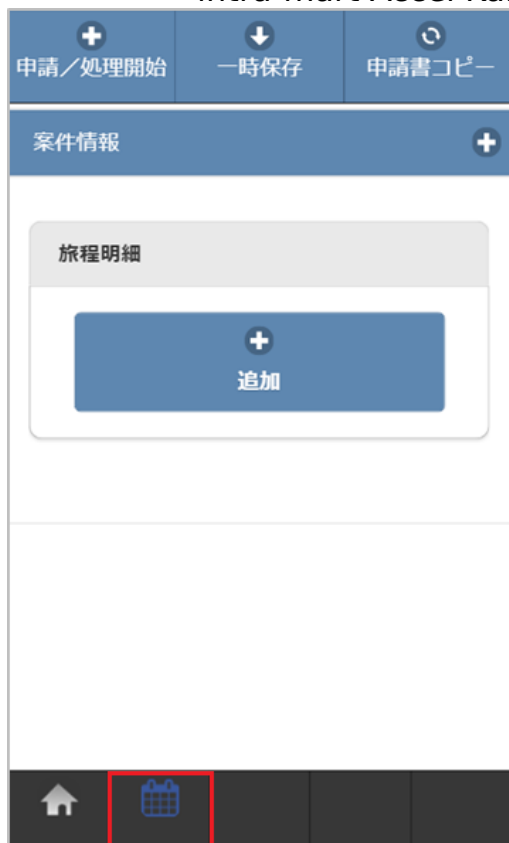 申請／処理開始
一時保存
申請書コピー
案件情報
旅程明細
追加